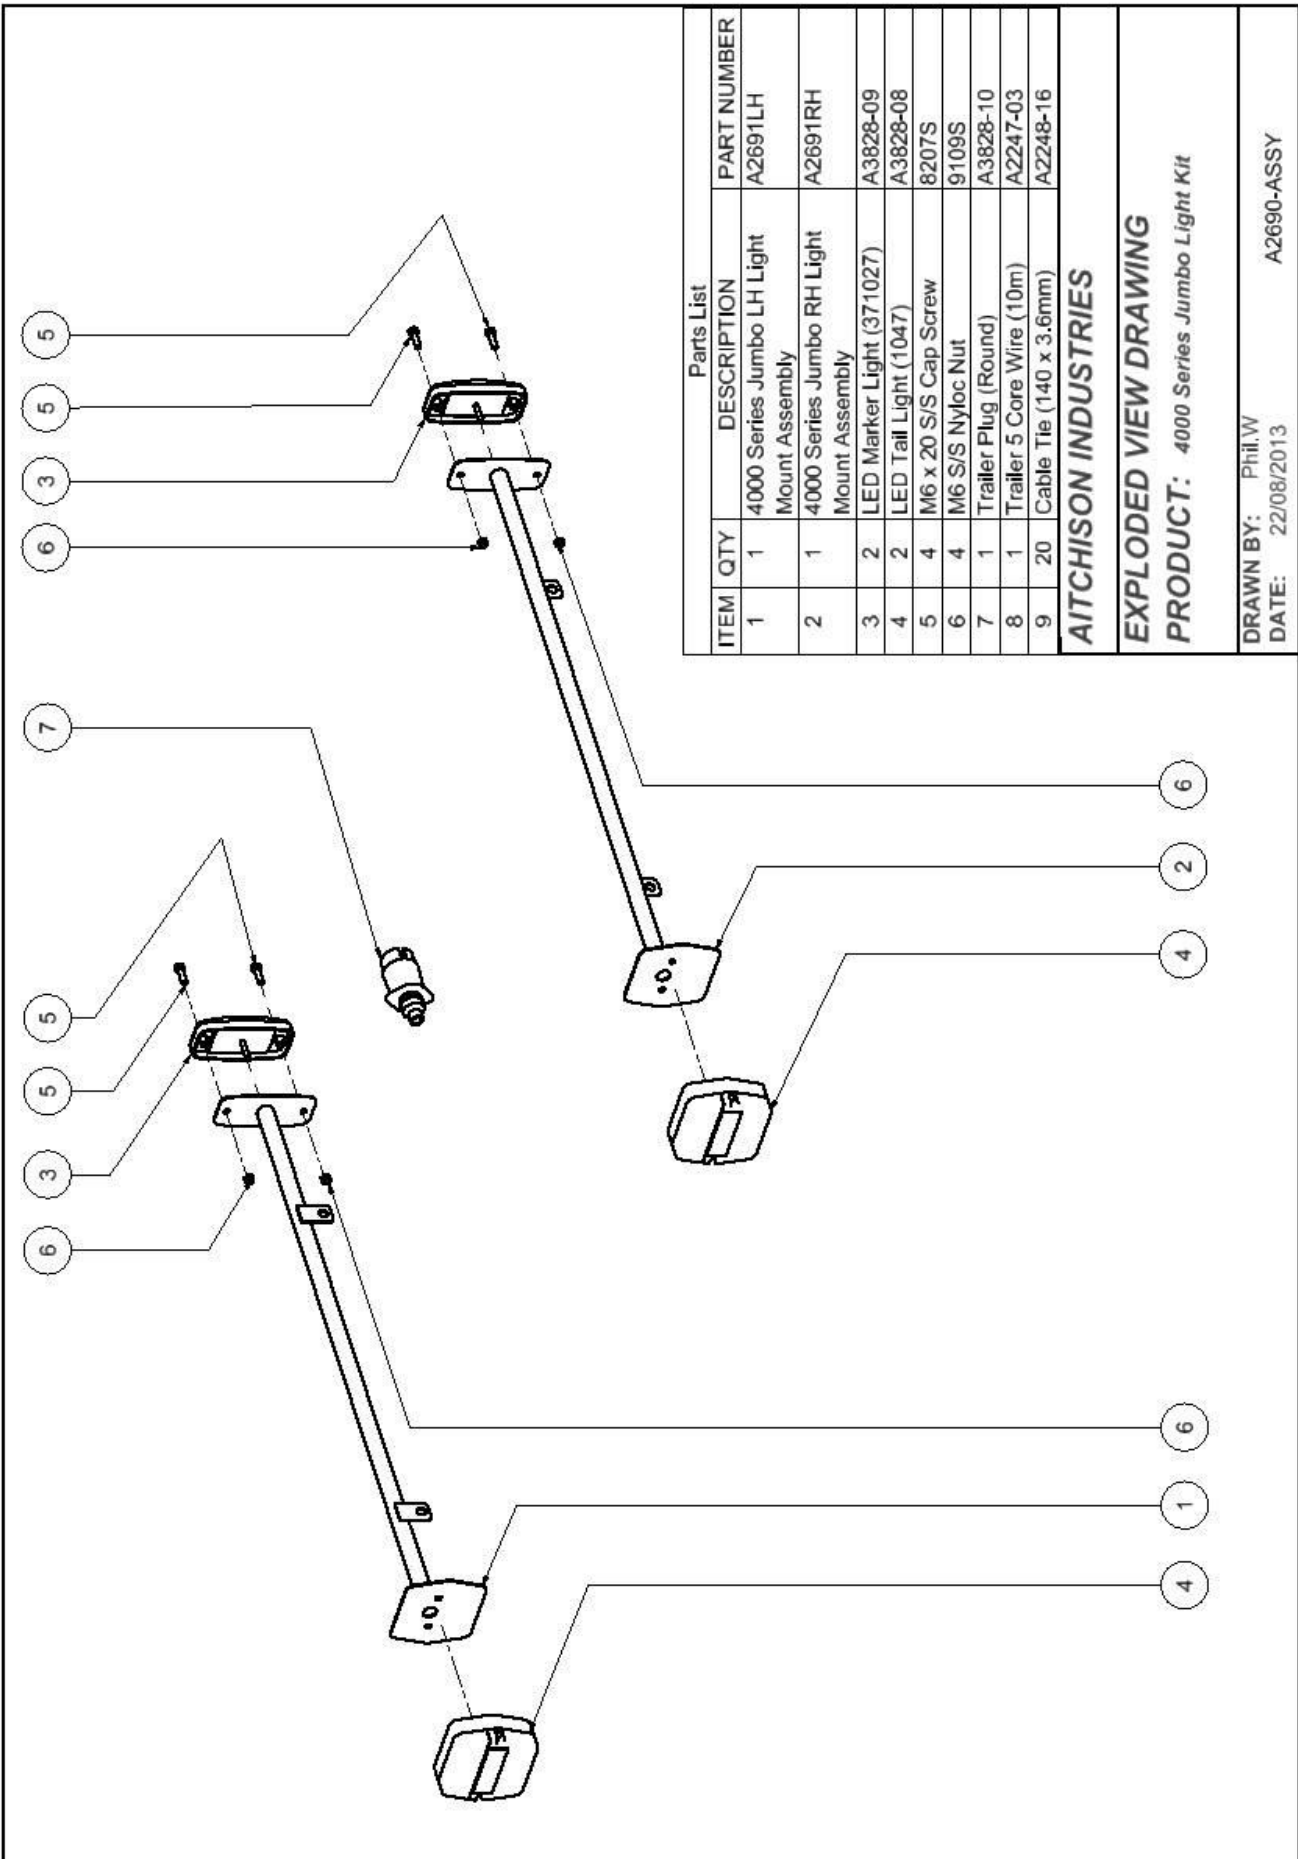 6 3 5 5 7 6 3 5 5
Parts List
ITEM QTY DESCRIPTION PART NUMBER
1 1 4000 Series Jumbo LH Light A2691LH
Mount Assembly
2 1 4000 Series Jumbo RH Light A2691RH
Mount Assembly
3 2 LED Marker Light (371027) A3828-09
4 2 LED Tail Light (1047) A3828-08
5 4 M6 x 20 S/S Cap Screw 8207S
6 4 M6 S/S Nyloc Nut 9109S
7 1 Trailer Plug (Round) A3828-10
8 1 Trailer 5 Core Wire (10m) A2247-03
9 20 Cable Tie (140 x 3.6mm) A2248-16
AITCHISON INDUSTRIES
EXPLODED VIEW DRAWING
PRODUCT: 4000 Series Jumbo Light Kit
DRAWN BY: Phil.W
DATE: 22/08/2013 A2690-ASSY
4 1 6 4 2 6